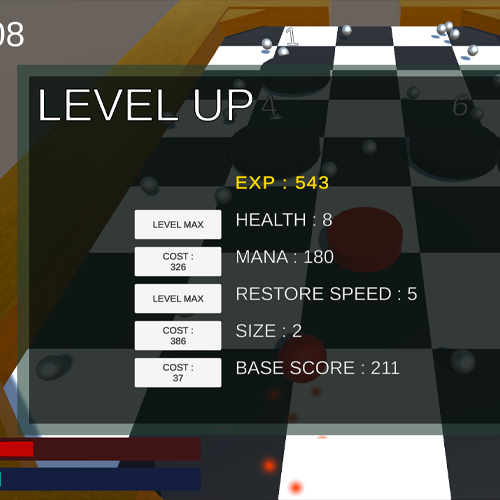 08
1
LEVEL UP
4
6
EXP : 543
LEVEL MAX
HEALTH : 8
COST :
326
MANA : 180
LEVEL MAX
RESTORE SPEED : 5
COST :
386
SIZE : 2
COST :
37
BASE SCORE : 211